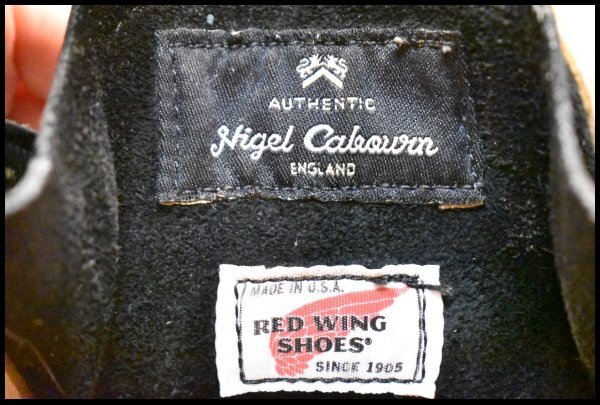 AUTHENTIC
Nigel Cabourn
ENGLAND
MADE IN U.S.A.
RED WING
SHOES®
SINCE 1905